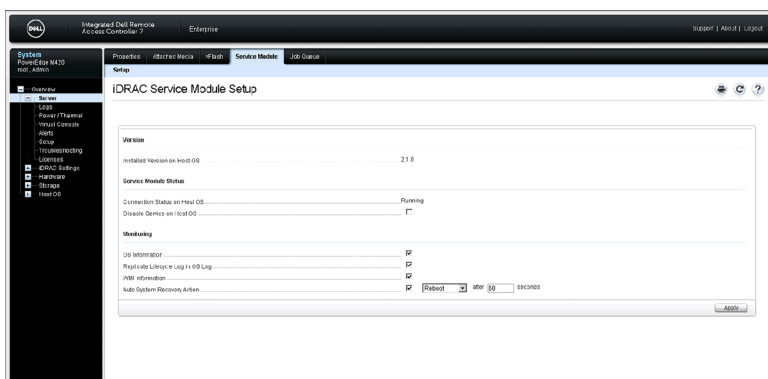 DELL
Integrated Dell Remote
Access Controller 7
Enterprise
Support | About | Logout
System
PowerEdge M420
root , Admin
Properties Attached Media vFlash Service Module Job Queue
Setup
Overview
Server
Logs
Power / Thermal
Virtual Console
Alerts
Setup
Troubleshooting
Licenses
iDRAC Settings
Hardware
Storage
Host OS
iDRAC Service Module Setup
Version
Installed Version on Host OS 2.1.0
Service Module Status
Connection Status on Host OS Running
Disable Service on Host OS
Monitoring
OS Information
Replicate Lifecycle Log in OS Log
WMI Information
Auto System Recovery Action Reboot after 60 seconds
Apply